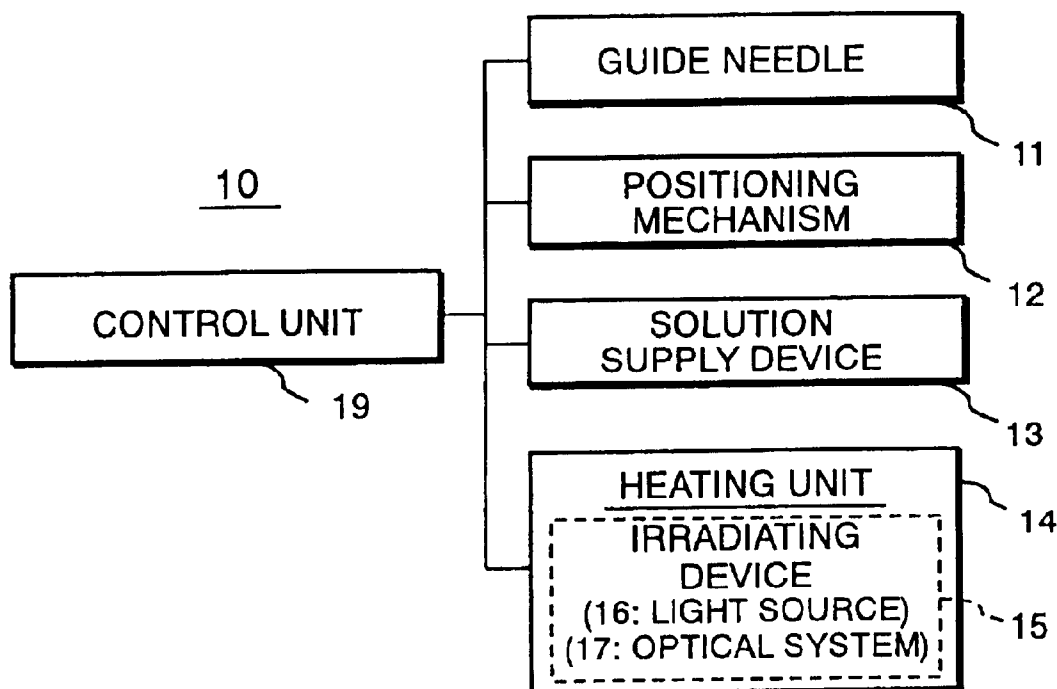 GUIDE NEEDLE
11
10
POSITIONING
MECHANISM
12
CONTROL UNIT
19
SOLUTION
SUPPLY DEVICE
13
HEATING UNIT
14
IRRADIATING
DEVICE
(16: LIGHT SOURCE)
15
(17: OPTICAL SYSTEM)